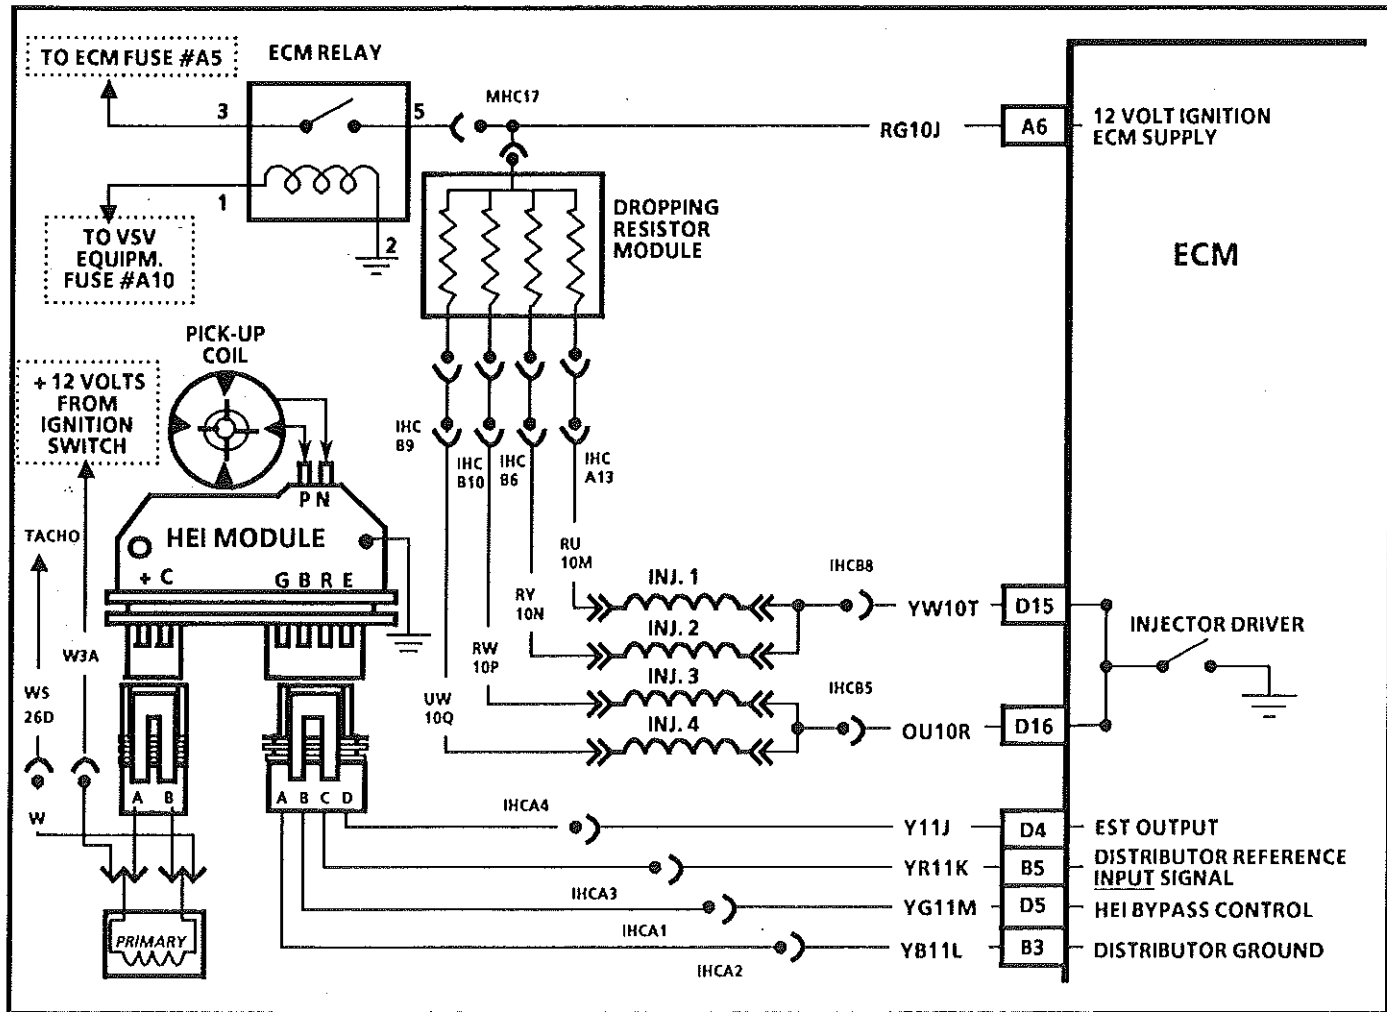 TO ECM FUSE #A5
ECM RELAY
3
5
MHC17
RG10J
A6
12 VOLT IGNITION
ECM SUPPLY
1
2
TO VSV
EQUIPM.
FUSE #A10
DROPPING
RESISTOR
MODULE
ECM
PICK-UP
COIL
+ 12 VOLTS
FROM
IGNITION
SWITCH
IHC
B9
IHC
B10
IHC
B6
IHC
A13
P N
TACHO
HEI MODULE
+ C
G B R E
RU
10M
RY
10N
RW
10P
UW
10Q
INJ. 1
INJ. 2
INJ. 3
INJ. 4
IHCB8
YW10T
D15
INJECTOR DRIVER
IHCB5
OU10R
D16
W3A
WS
26D
W
A B
A B C D
IHCA4
Y11J
D4
EST OUTPUT
IHCA3
YR11K
B5
DISTRIBUTOR REFERENCE
INPUT SIGNAL
IHCA1
YG11M
D5
HEI BYPASS CONTROL
IHCA2
YB11L
B3
DISTRIBUTOR GROUND
PRIMARY